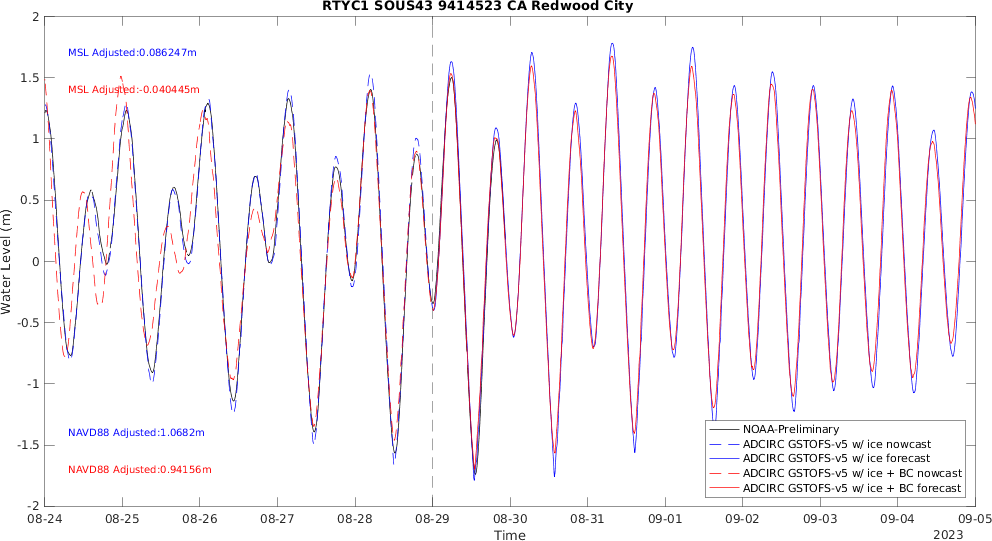 RTYC1 SOUS43 9414523 CA Redwood City
2
1.5
1
0.5
0
-0.5
-1
-1.5
-2
Water Level (m)
MSL Adjusted:0.086247m
MSL Adjusted:-0.040445m
NAVD88 Adjusted:1.0682m
NAVD88 Adjusted:0.94156m
NOAA-Preliminary
ADCIRC GSTOFS-v5 w/ ice nowcast
ADCIRC GSTOFS-v5 w/ ice forecast
ADCIRC GSTOFS-v5 w/ ice + BC nowcast
ADCIRC GSTOFS-v5 w/ ice + BC forecast
08-24 08-25 08-26 08-27 08-28 08-29 08-30 08-31 09-01 09-02 09-03 09-04 09-05
Time
2023